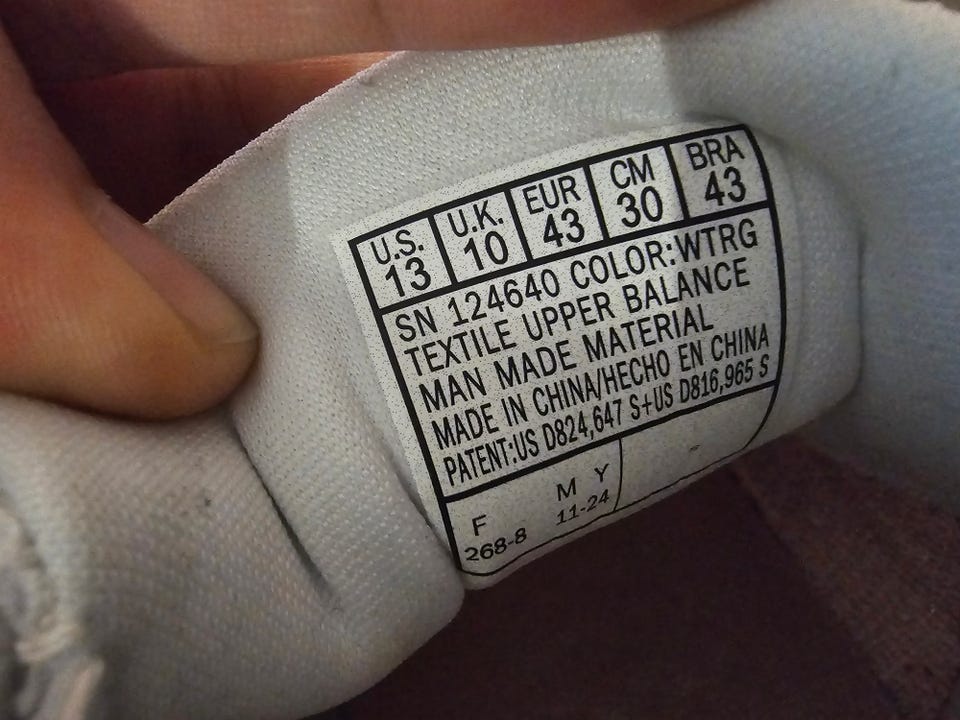 U.S. U.K. EUR CM BRA
13 10 43 30 43
SN 124640 COLOR:WTRG
TEXTILE UPPER BALANCE
MAN MADE MATERIAL
MADE IN CHINA/HECHO EN CHINA
PATENT:US D824,647 S+US D816,965 S
F M Y
268-8 11-24